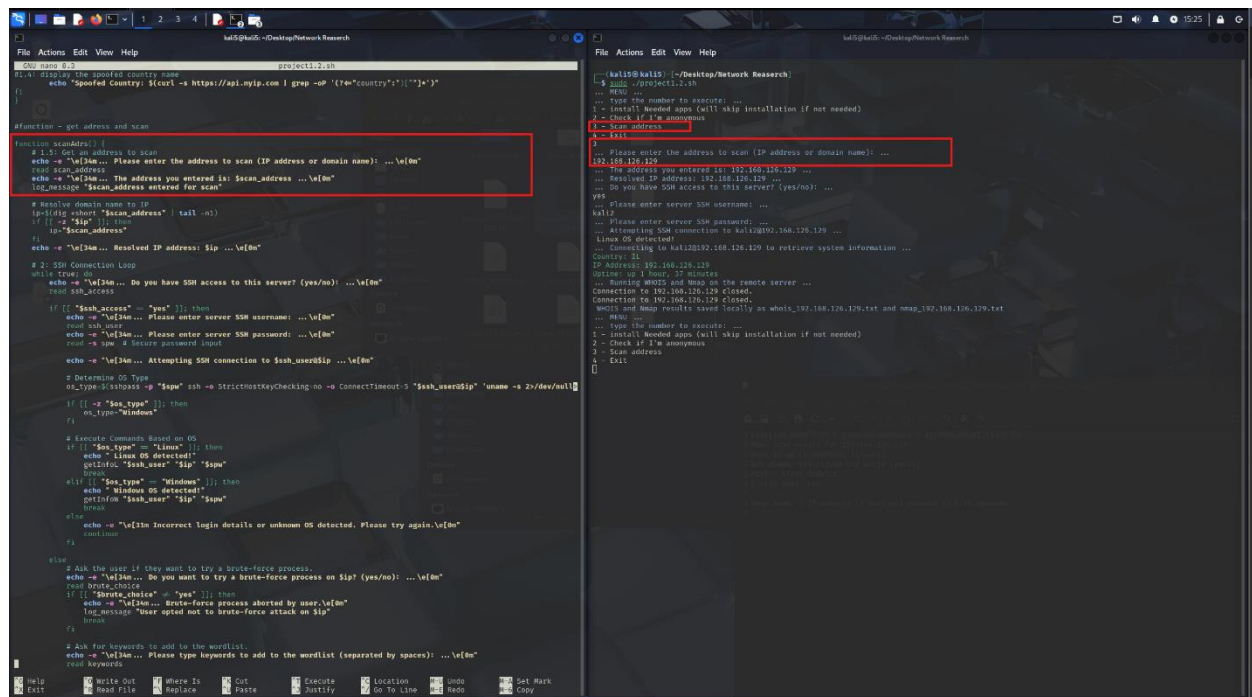 1 2 3 4
15:25
kali5@kali5: ~/Desktop/Network Reaserch
File Actions Edit View Help
GNU nano 8.3 project1.2.sh
#1.4: display the spoofed country name
echo "Spoofed Country: $(curl -s https://api.myip.com | grep -oP '(?<="country":")[^"]+')"
fi
}
#function - get adress and scan
function scanAdrs() {
# 1.5: Get an address to scan
echo -e "\e[34m... Please enter the address to scan (IP address or domain name): ...\e[0m"
read scan_address
echo -e "\e[34m... The address you entered is: $scan_address ...\e[0m"
log_message "$scan_address entered for scan"
# Resolve domain name to IP
ip=$(dig +short "$scan_address" | tail -n1)
if [[ -z "$ip" ]]; then
ip="$scan_address"
fi
echo -e "\e[34m... Resolved IP address: $ip ...\e[0m"
# 2: SSH Connection Loop
while true; do
echo -e "\e[34m... Do you have SSH access to this server? (yes/no): ...\e[0m"
read ssh_access
if [[ "$ssh_access" == "yes" ]]; then
echo -e "\e[34m... Please enter server SSH username: ...\e[0m"
read ssh_user
echo -e "\e[34m... Please enter server SSH password: ...\e[0m"
read -s spw # Secure password input
echo -e "\e[34m... Attempting SSH connection to $ssh_user@$ip ...\e[0m"
# Determine OS Type
os_type=$(sshpass -p "$spw" ssh -o StrictHostKeyChecking=no -o ConnectTimeout=5 "$ssh_user@$ip" 'uname -s 2>/dev/null>
if [[ -z "$os_type" ]]; then
os_type="Windows"
fi
# Execute Commands Based on OS
if [[ "$os_type" == "Linux" ]]; then
echo " Linux OS detected!"
getInfoL "$ssh_user" "$ip" "$spw"
break
elif [[ "$os_type" == "Windows" ]]; then
echo " Windows OS detected!"
getInfoW "$ssh_user" "$ip" "$spw"
break
else
echo -e "\e[31m Incorrect login details or unknown OS detected. Please try again.\e[0m"
continue
fi
else
# Ask the user if they want to try a brute-force process.
echo -e "\e[34m... Do you want to try a brute-force process on $ip? (yes/no): ...\e[0m"
read brute_choice
if [[ "$brute_choice" != "yes" ]]; then
echo -e "\e[34m... Brute-force process aborted by user.\e[0m"
log_message "User opted not to brute-force attack on $ip"
break
fi
# Ask for keywords to add to the wordlist.
echo -e "\e[34m... Please type keywords to add to the wordlist (separated by spaces): ...\e[0m"
read keywords
^G Help ^O Write Out ^F Where Is ^K Cut ^T Execute ^C Location M-U Undo M-A Set Mark
^X Exit ^R Read File ^\ Replace ^U Paste ^J Justify ^/ Go To Line M-E Redo M-6 Copy
kali5@kali5: ~/Desktop/Network Reaserch
File Actions Edit View Help
(kali5㉿kali5)-[~/Desktop/Network Reaserch]
$ sudo ./project1.2.sh
... MENU ...
... type the number to execute: ...
1 - install Needed apps (will skip installation if not needed)
2 - Check if I'm anonymous
3 - Scan address
4 - Exit
3
... Please enter the address to scan (IP address or domain name): ...
192.168.126.129
... The address you entered is: 192.168.126.129 ...
... Resolved IP address: 192.168.126.129 ...
... Do you have SSH access to this server? (yes/no): ...
yes
... Please enter server SSH username: ...
kali2
... Please enter server SSH password: ...
... Attempting SSH connection to kali2@192.168.126.129 ...
Linux OS detected!
... Connecting to kali2@192.168.126.129 to retrieve system information ...
Country: IL
IP Address: 192.168.126.129
Uptime: up 1 hour, 37 minutes
... Running WHOIS and Nmap on the remote server ...
Connection to 192.168.126.129 closed.
Connection to 192.168.126.129 closed.
WHOIS and Nmap results saved locally as whois_192.168.126.129.txt and nmap_192.168.126.129.txt
... MENU ...
... type the number to execute: ...
1 - install Needed apps (will skip installation if not needed)
2 - Check if I'm anonymous
3 - Scan address
4 - Exit